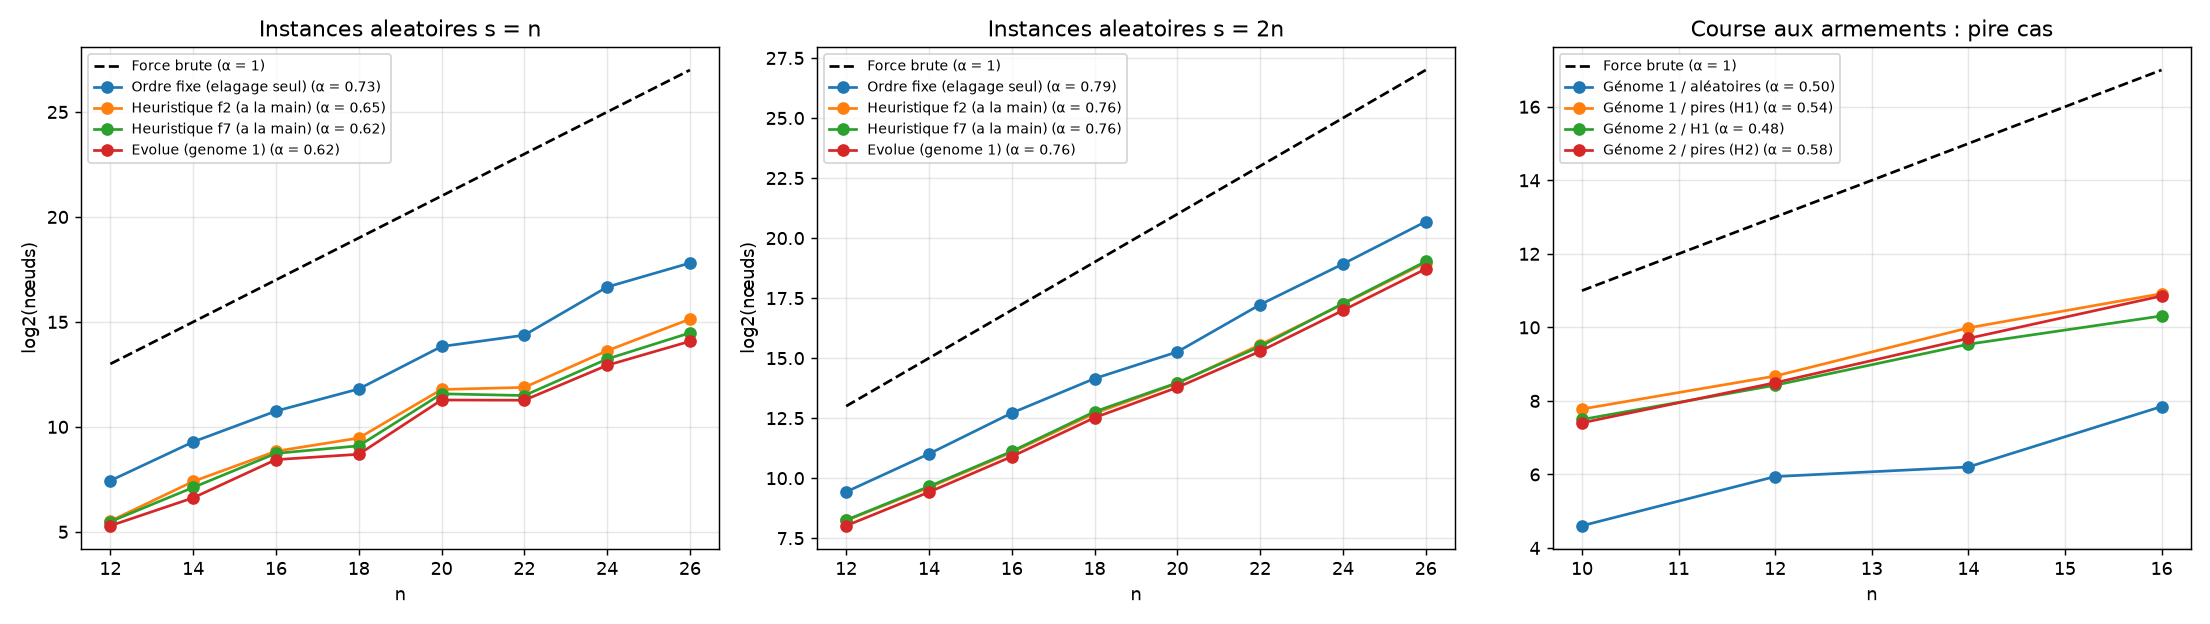 Instances aleatoires s = n
Force brute (α = 1)
Ordre fixe (elagage seul) (α = 0.73)
Heuristique f2 (a la main) (α = 0.65)
Heuristique f7 (a la main) (α = 0.62)
Evolue (genome 1) (α = 0.62)
25
20
15
10
5
log2(nœuds)
12 14 16 18 20 22 24 26
n
Instances aleatoires s = 2n
Force brute (α = 1)
Ordre fixe (elagage seul) (α = 0.79)
Heuristique f2 (a la main) (α = 0.76)
Heuristique f7 (a la main) (α = 0.76)
Evolue (genome 1) (α = 0.76)
27.5
25.0
22.5
20.0
17.5
15.0
12.5
10.0
7.5
log2(nœuds)
12 14 16 18 20 22 24 26
n
Course aux armements : pire cas
Force brute (α = 1)
Génome 1 / aléatoires (α = 0.50)
Génome 1 / pires (H1) (α = 0.54)
Génome 2 / H1 (α = 0.48)
Génome 2 / pires (H2) (α = 0.58)
16
14
12
10
8
6
4
10 11 12 13 14 15 16
n